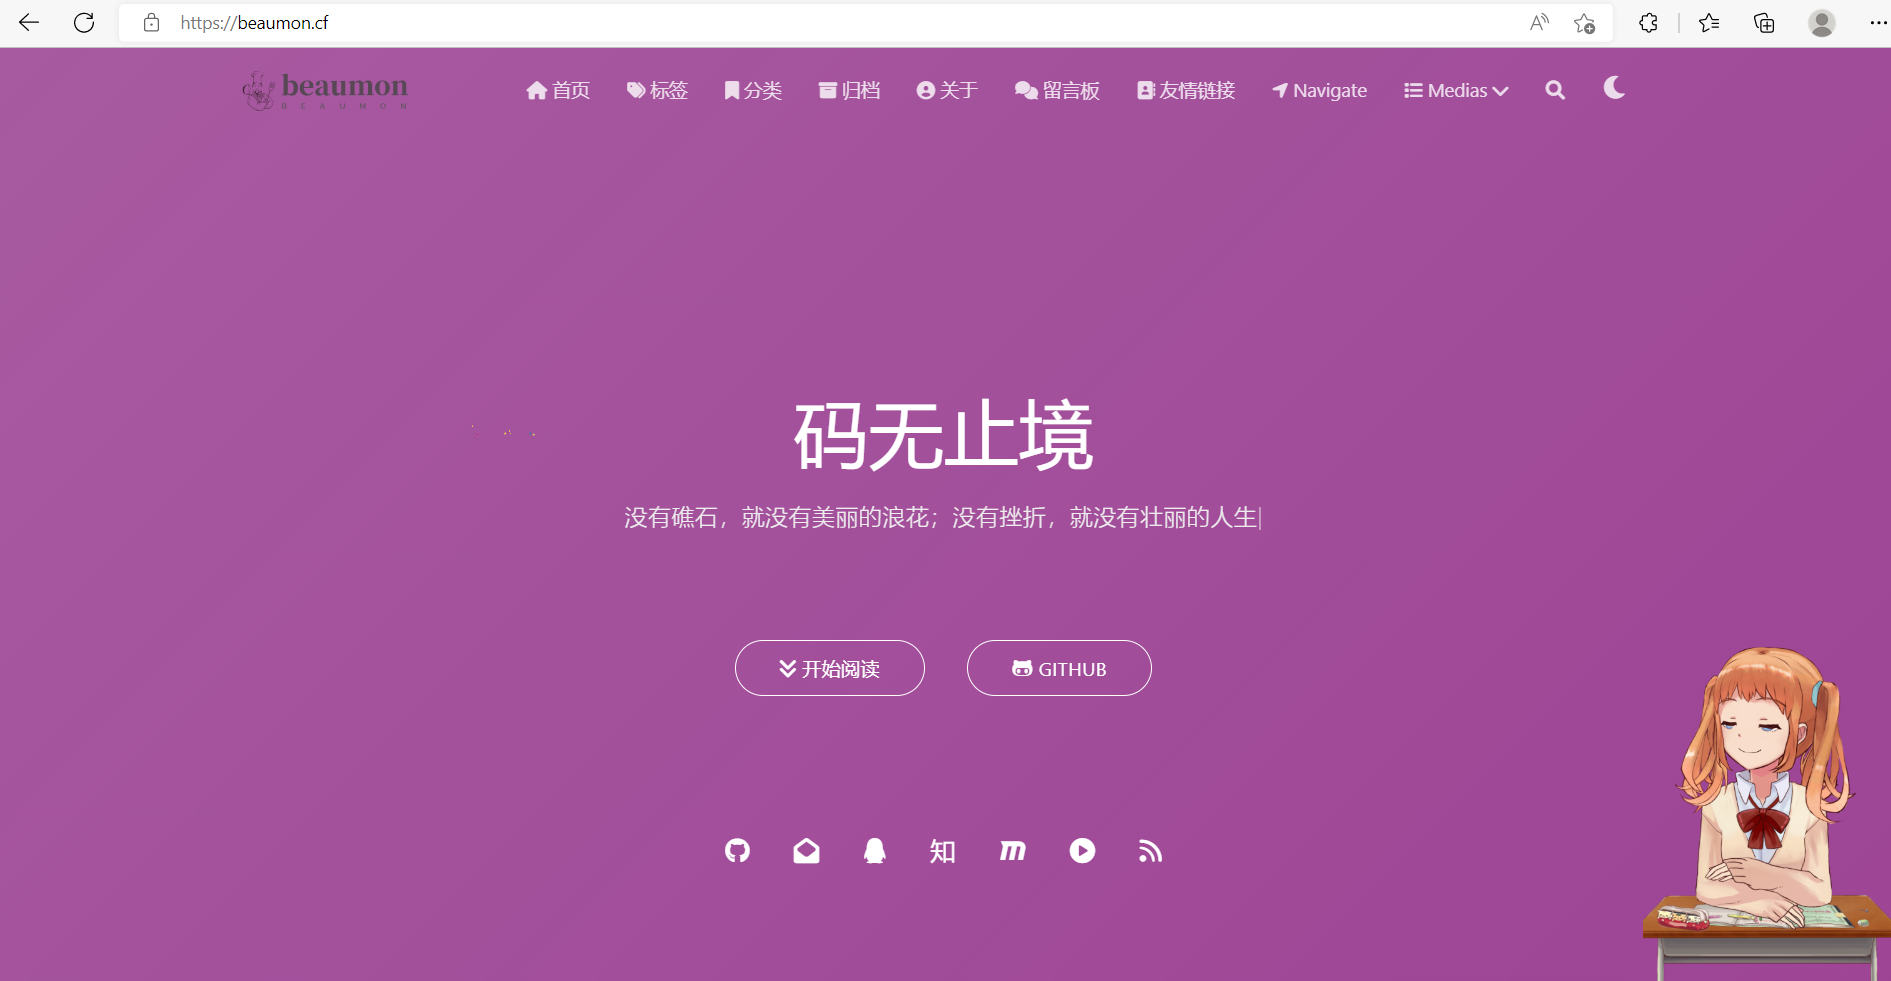 https://beaumon.cf
beaumon
BEAUMON
首页 标签 分类 归档 关于 留言板 友情链接 Navigate Medias
码无止境
没有礁石，就没有美丽的浪花；没有挫折，就没有壮丽的人生|
开始阅读 GITHUB
知 m